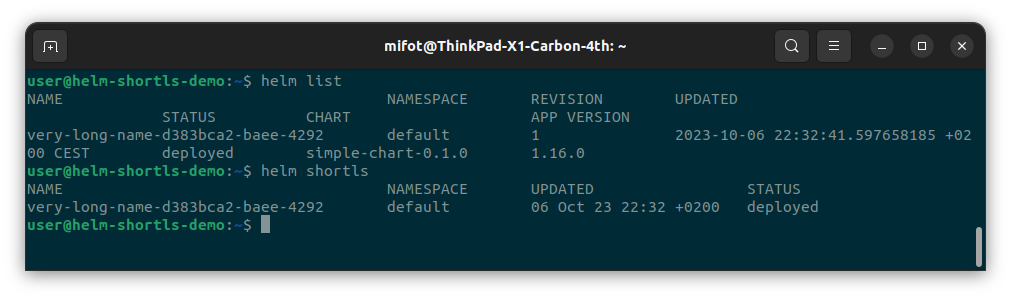 mifot@ThinkPad-X1-Carbon-4th: ~
user@helm-shortls-demo:~$ helm list
NAME                                    NAMESPACE       REVISION        UPDATED
               STATUS          CHART                    APP VERSION
very-long-name-d383bca2-baee-4292       default         1               2023-10-06 22:32:41.597658185 +02
00 CEST        deployed        simple-chart-0.1.0       1.16.0
user@helm-shortls-demo:~$ helm shortls
NAME                                    NAMESPACE       UPDATED                 STATUS
very-long-name-d383bca2-baee-4292       default         06 Oct 23 22:32 +0200   deployed
user@helm-shortls-demo:~$